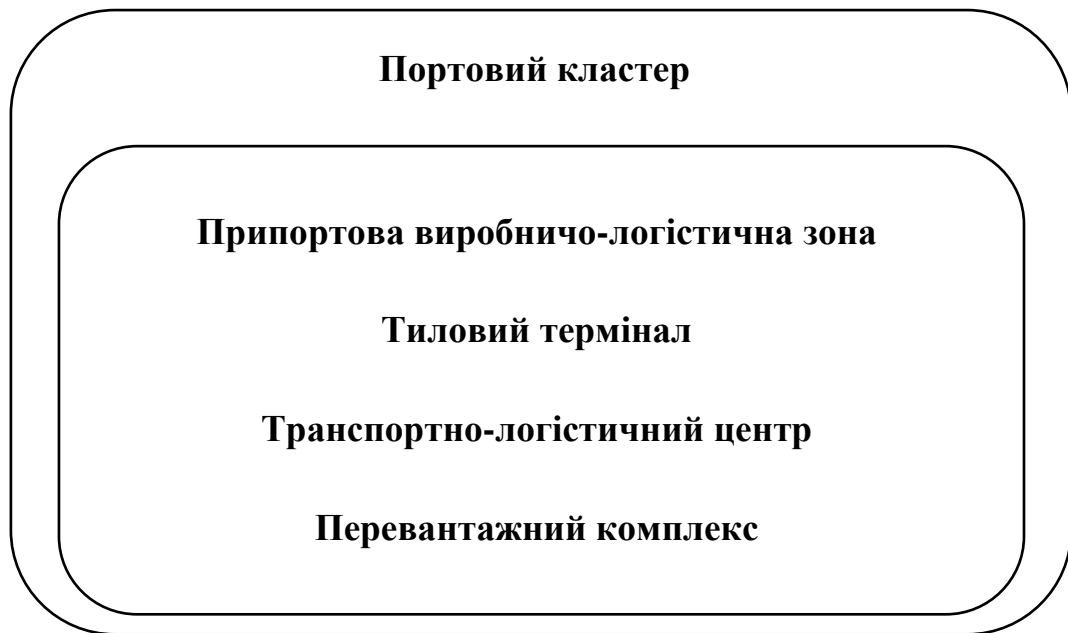 Портовий кластер
Припортова виробничо-логістична зона
Тиловий термінал
Транспортно-логістичний центр
Перевантажний комплекс